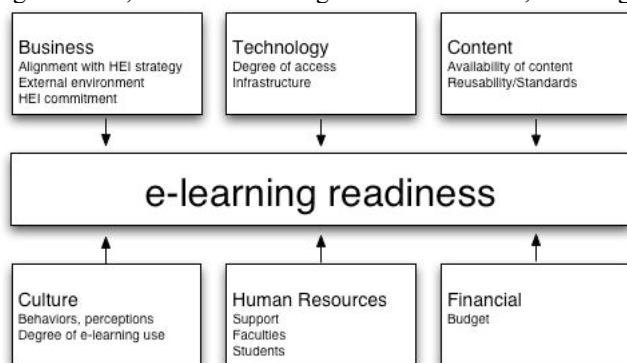 Business
Alignment with HEI strategy
External environment
HEI commitment
Technology
Degree of access
Infrastructure
Content
Availability of content
Reusability/Standards
e-learning readiness
Culture
Behaviors, perceptions
Degree of e-learning use
Human Resources
Support
Faculties
Students
Financial
Budget